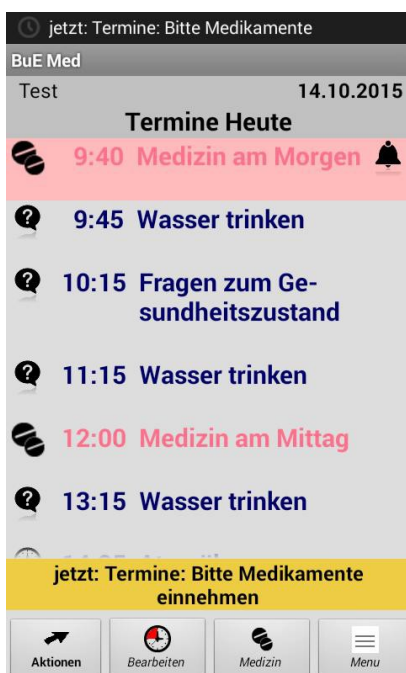 jetzt: Termine: Bitte Medikamente
BuE Med
Test 14.10.2015
Termine Heute
9:40 Medizin am Morgen
9:45 Wasser trinken
10:15 Fragen zum Ge-
sundheitszustand
11:15 Wasser trinken
12:00 Medizin am Mittag
13:15 Wasser trinken
jetzt: Termine: Bitte Medikamente
einnehmen
Aktionen Bearbeiten Medizin Menu